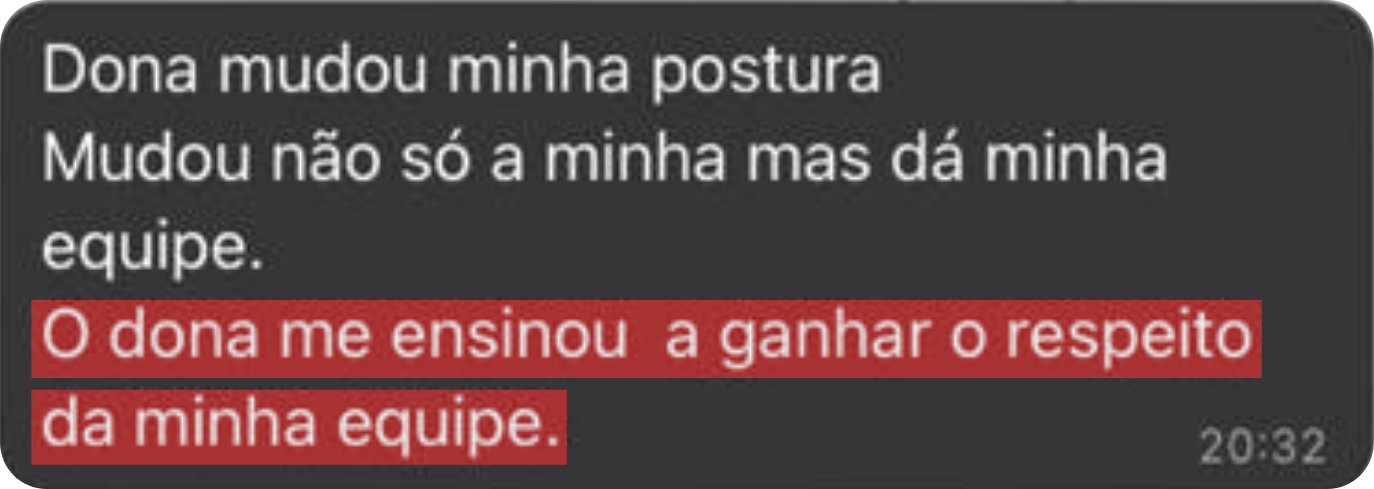 Dona mudou minha postura
Mudou não só a minha mas dá minha
equipe.
O dona me ensinou  a ganhar o respeito
da minha equipe.
20:32